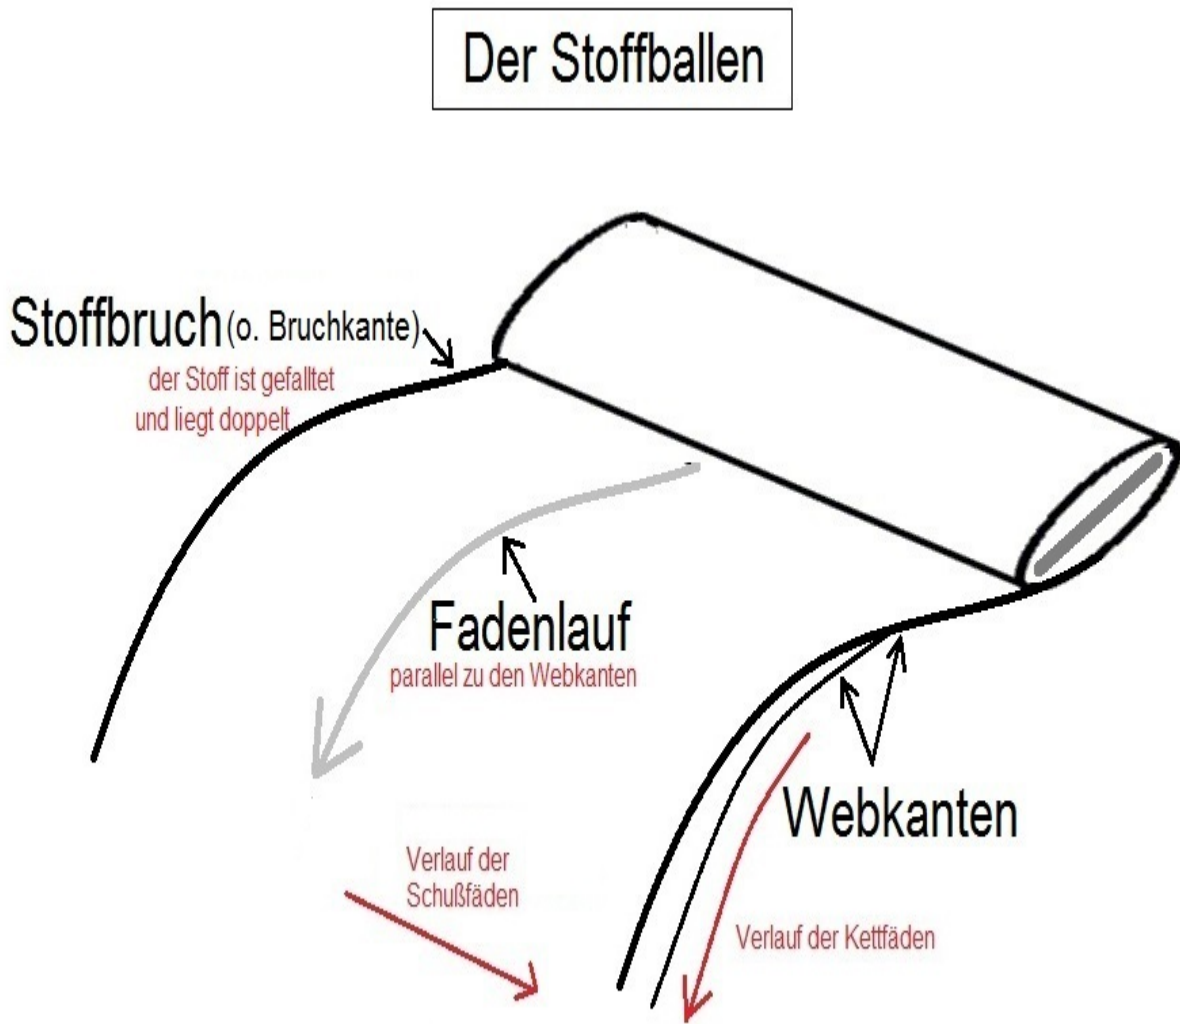 Der Stoffballen
Stoffbruch (o. Bruchkante)
der Stoff ist gefalltet
und liegt doppelt
Fadenlauf
parallel zu den Webkanten
Webkanten
Verlauf der
Schußfäden
Verlauf der Kettfäden